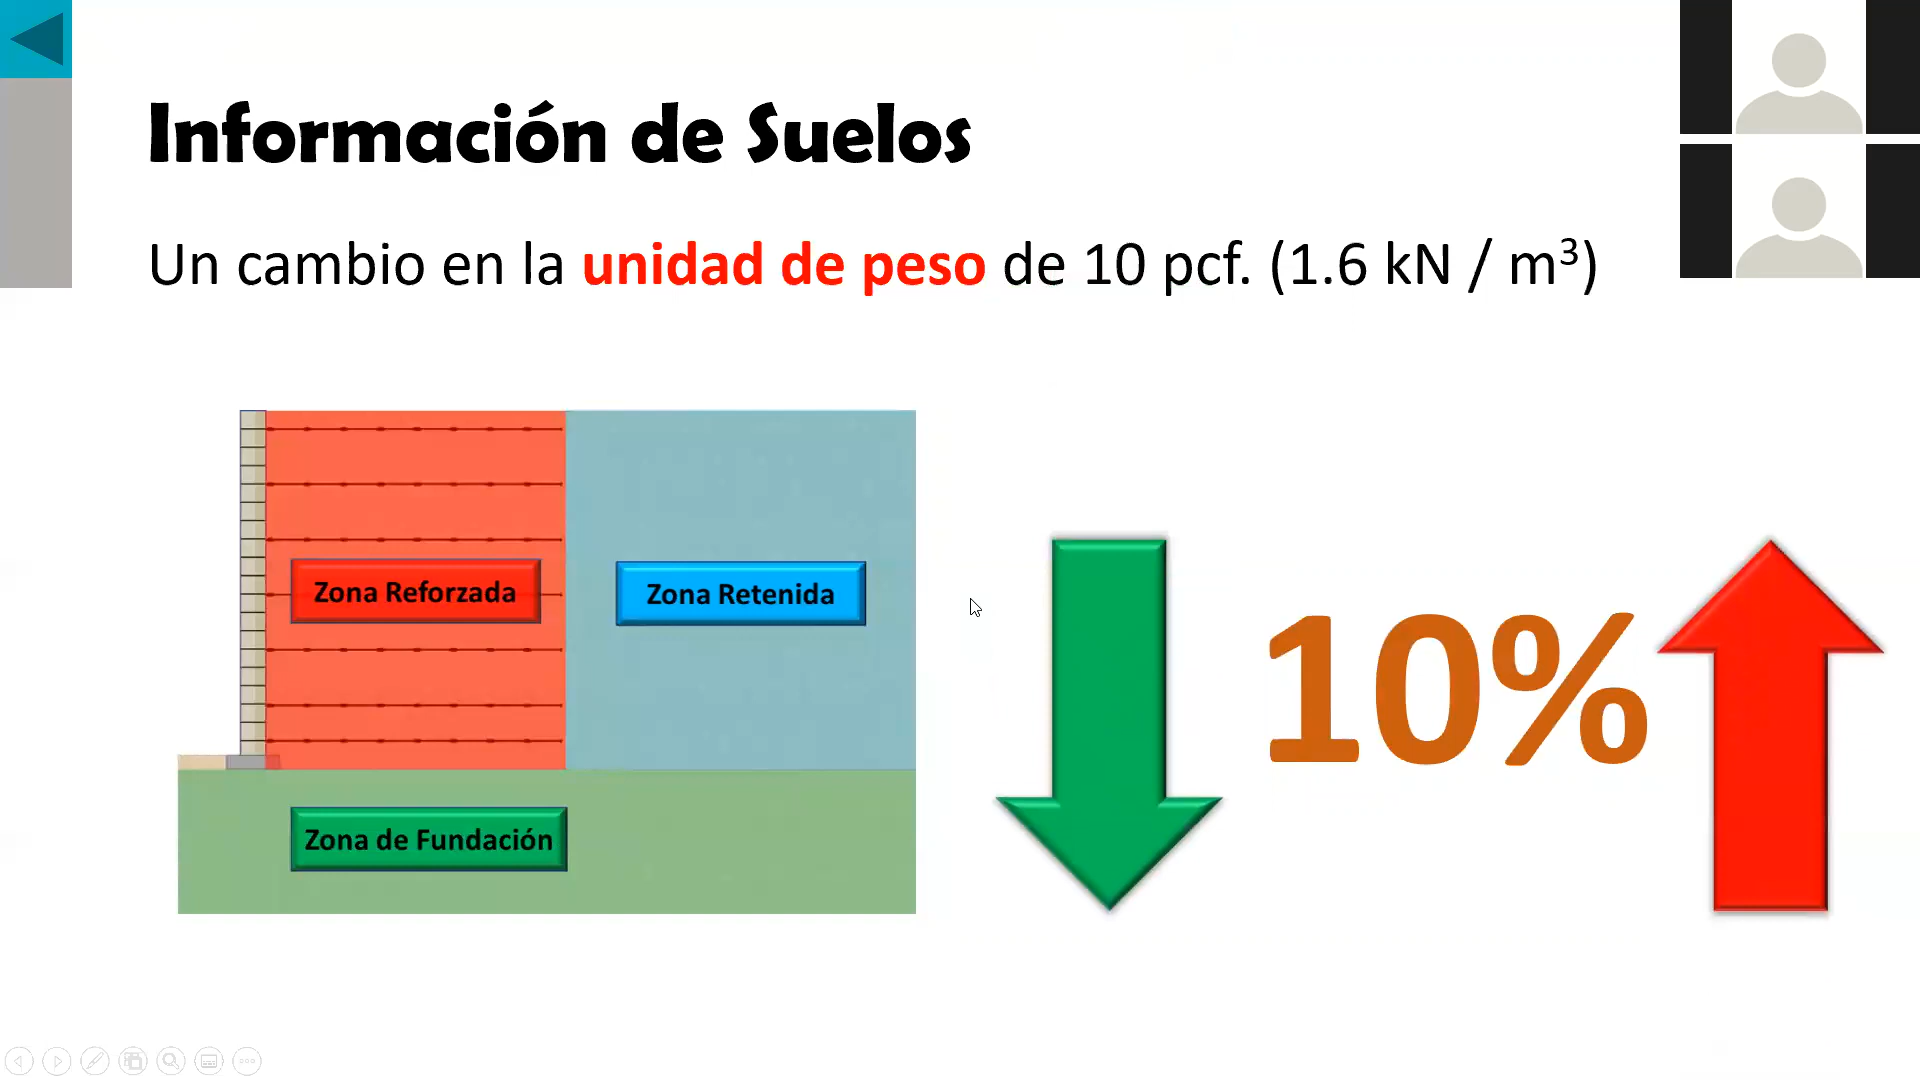 Información de Suelos
Un cambio en la unidad de peso de 10 pcf. (1.6 kN / m³)
Zona Reforzada
Zona Retenida
10%
Zona de Fundación